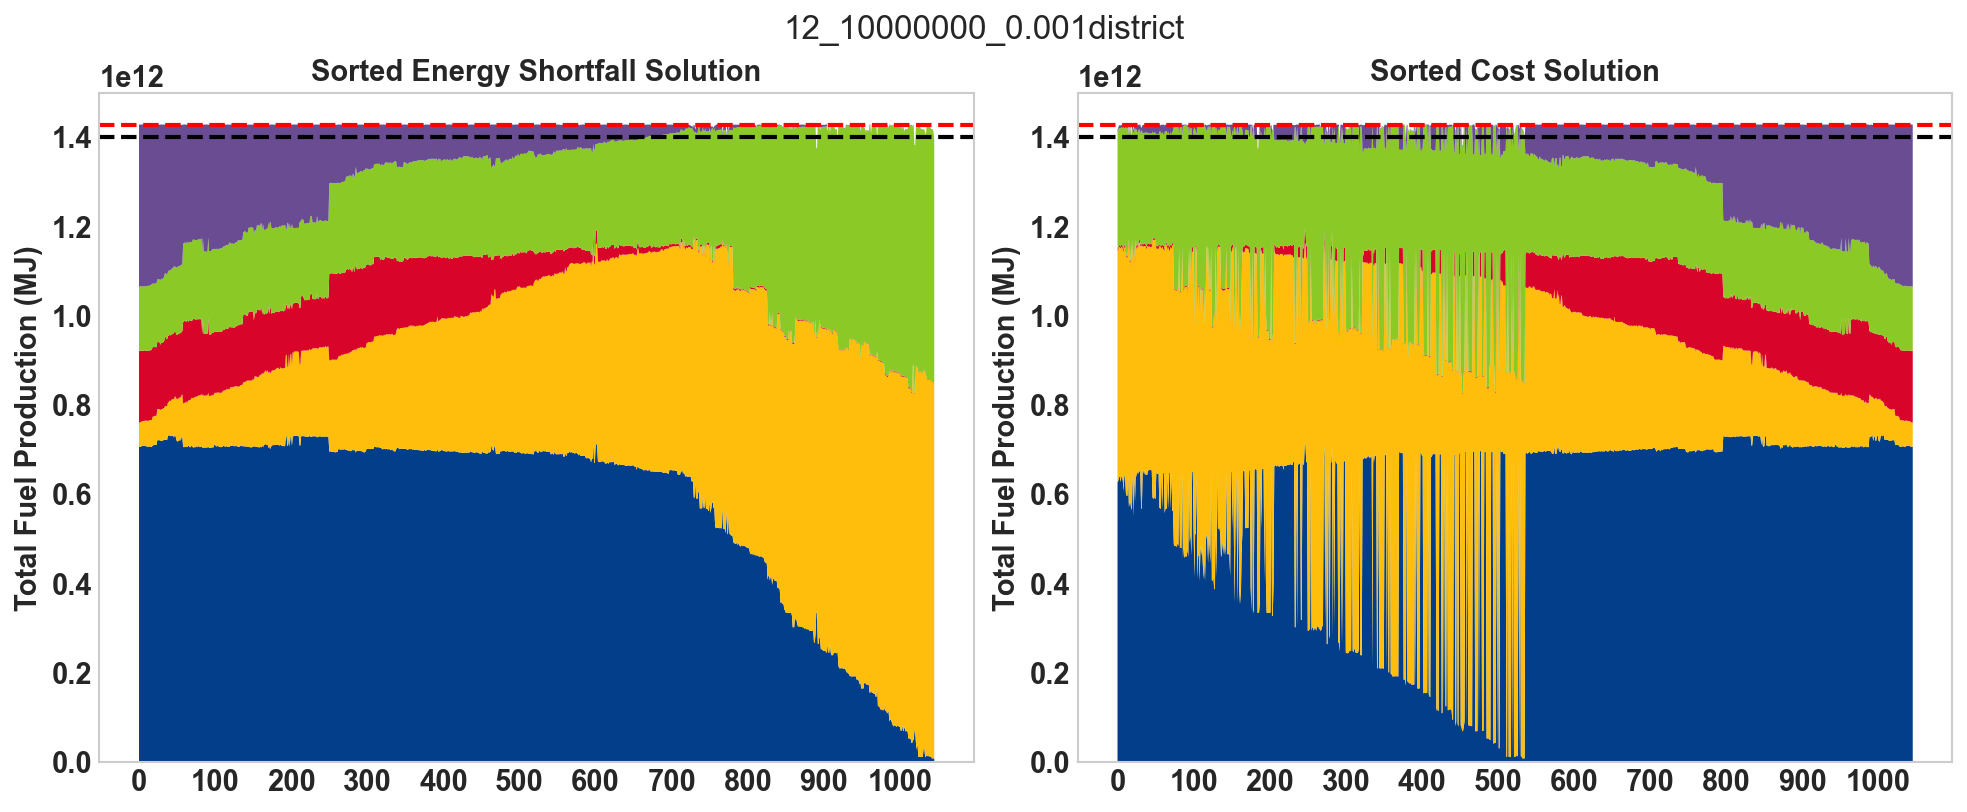 12_10000000_0.001district
Sorted Energy Shortfall Solution
1e12
Total Fuel Production (MJ)
1.4
1.2
1.0
0.8
0.6
0.4
0.2
0.0
0 100 200 300 400 500 600 700 800 900 1000
Sorted Cost Solution
1e12
Total Fuel Production (MJ)
1.4
1.2
1.0
0.8
0.6
0.4
0.2
0.0
0 100 200 300 400 500 600 700 800 900 1000